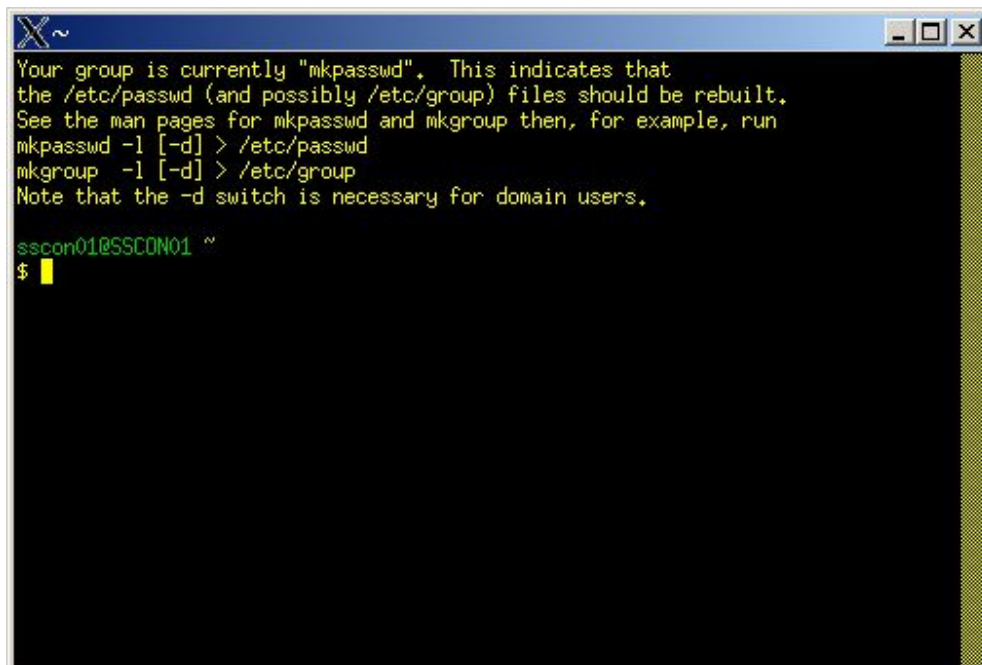 ~
Your group is currently "mkpasswd".  This indicates that
the /etc/passwd (and possibly /etc/group) files should be rebuilt.
See the man pages for mkpasswd and mkgroup then, for example, run
mkpasswd -l [-d] > /etc/passwd
mkgroup  -l [-d] > /etc/group
Note that the -d switch is necessary for domain users.
sscon01@SSCON01 ~
$